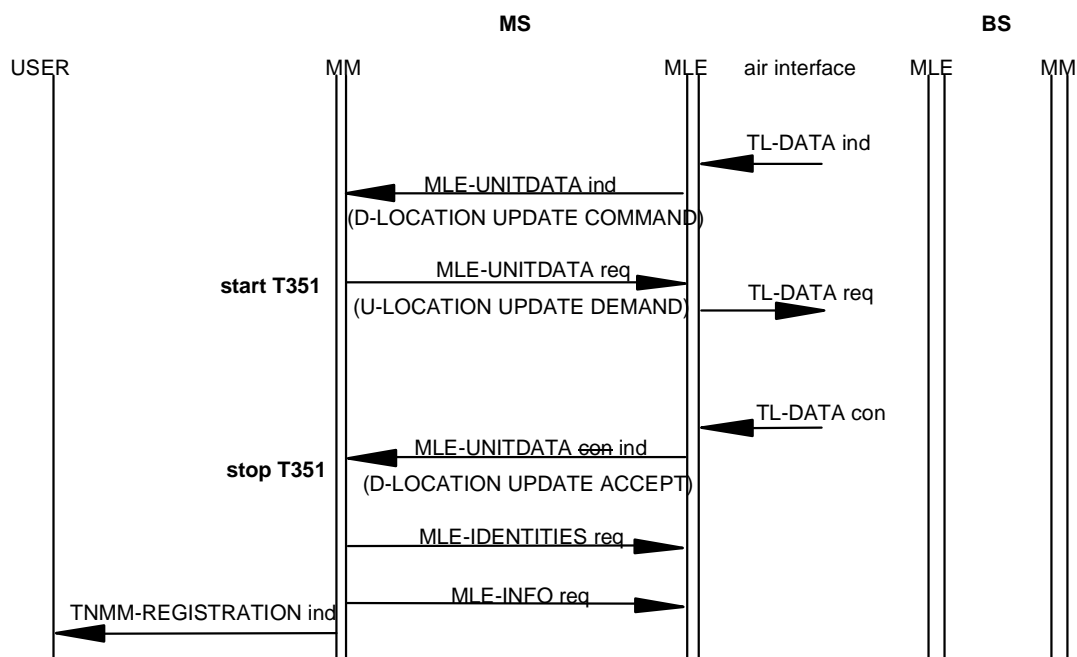 MS BS
USER MM MLE air interface MLE MM
TL-DATA ind
MLE-UNITDATA ind
(D-LOCATION UPDATE COMMAND)
MLE-UNITDATA req
start T351
TL-DATA req
(U-LOCATION UPDATE DEMAND)
TL-DATA con
MLE-UNITDATA con ind
stop T351
(D-LOCATION UPDATE ACCEPT)
MLE-IDENTITIES req
MLE-INFO req
TNMM-REGISTRATION ind